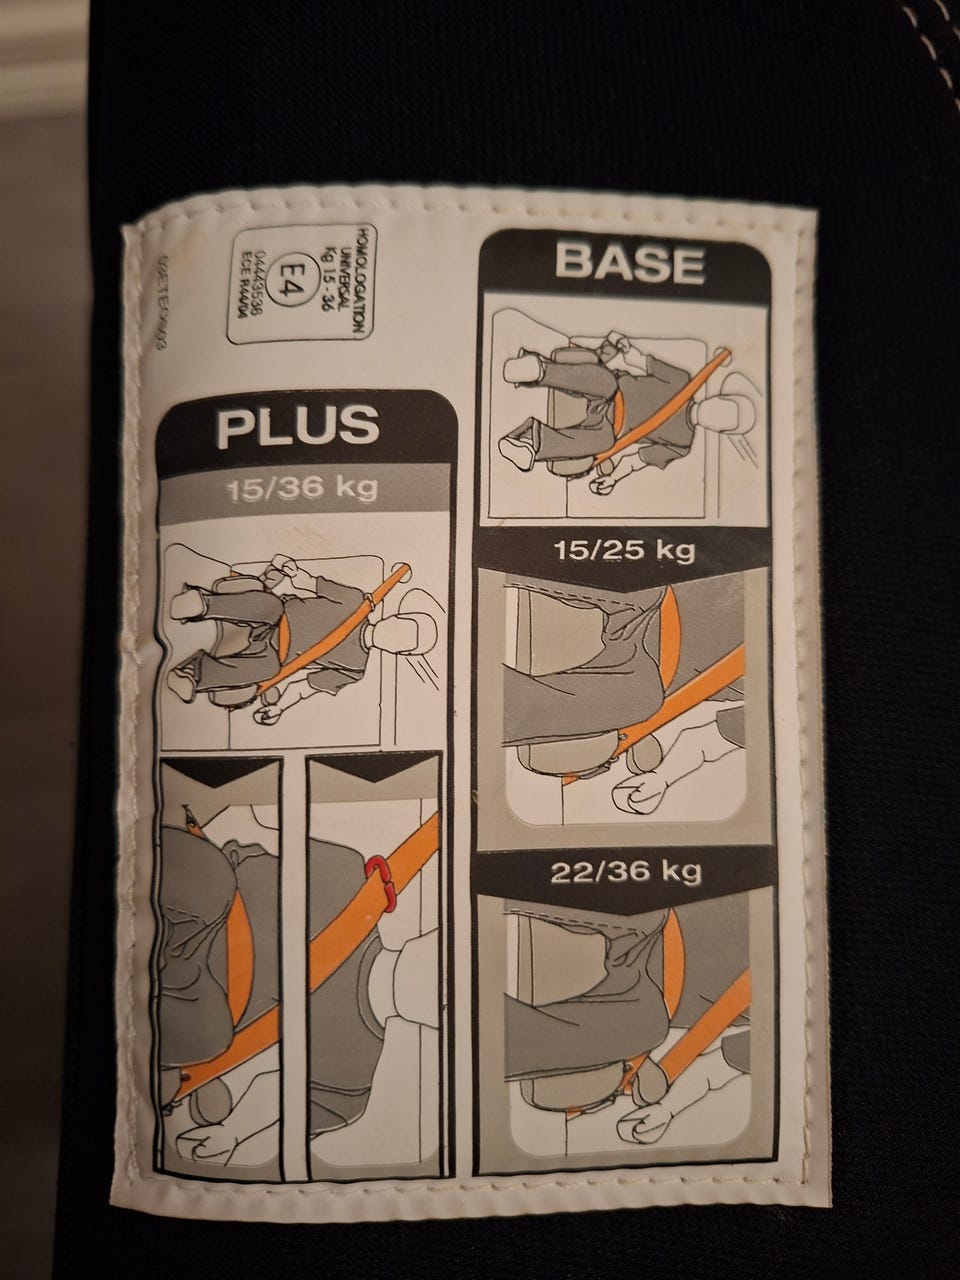 HOMOLOGATION
UNIVERSAL
Kg 15 - 36
E4
04443536
ECE R44/04
BASE
15/25 kg
22/36 kg
PLUS
15/36 kg